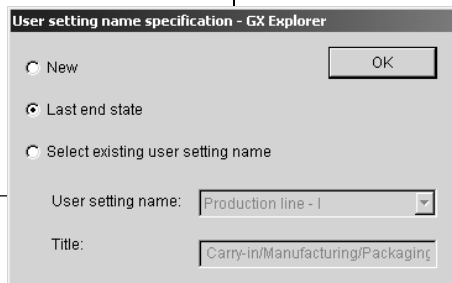 User setting name specification - GX Explorer
New
OK
Last end state
Select existing user setting name
User setting name: Production line - I
Title: Carry-in/Manufacturing/Packaging